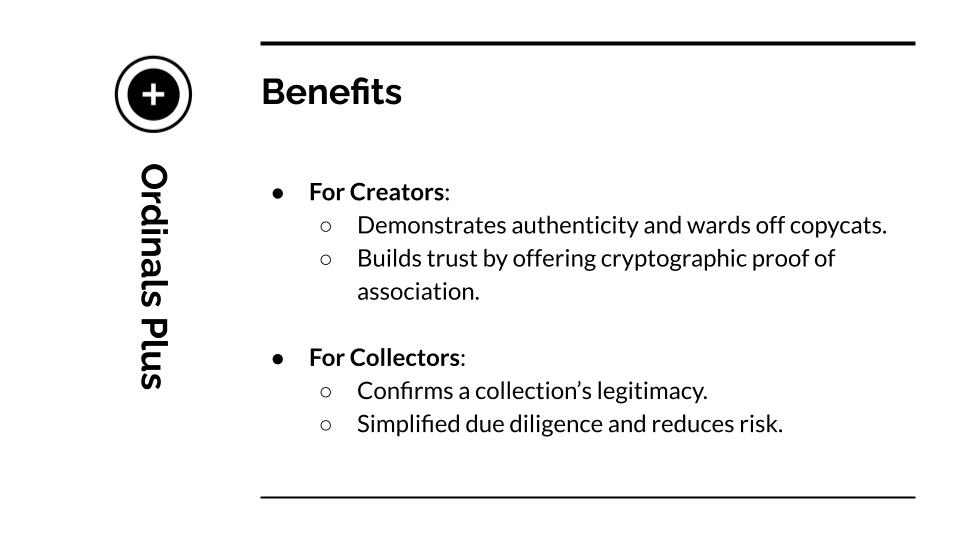 Ordinals Plus
Benefits
● For Creators:
○ Demonstrates authenticity and wards off copycats.
○ Builds trust by offering cryptographic proof of
association.
● For Collectors:
○ Confirms a collection’s legitimacy.
○ Simplified due diligence and reduces risk.